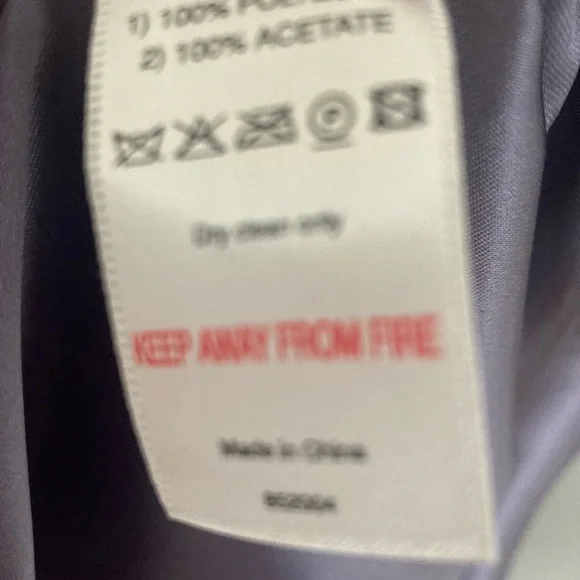 1) 100%
2) 100% ACETATE
P
Dry clean only
KEEP AWAY FROM FIRE
Made in China